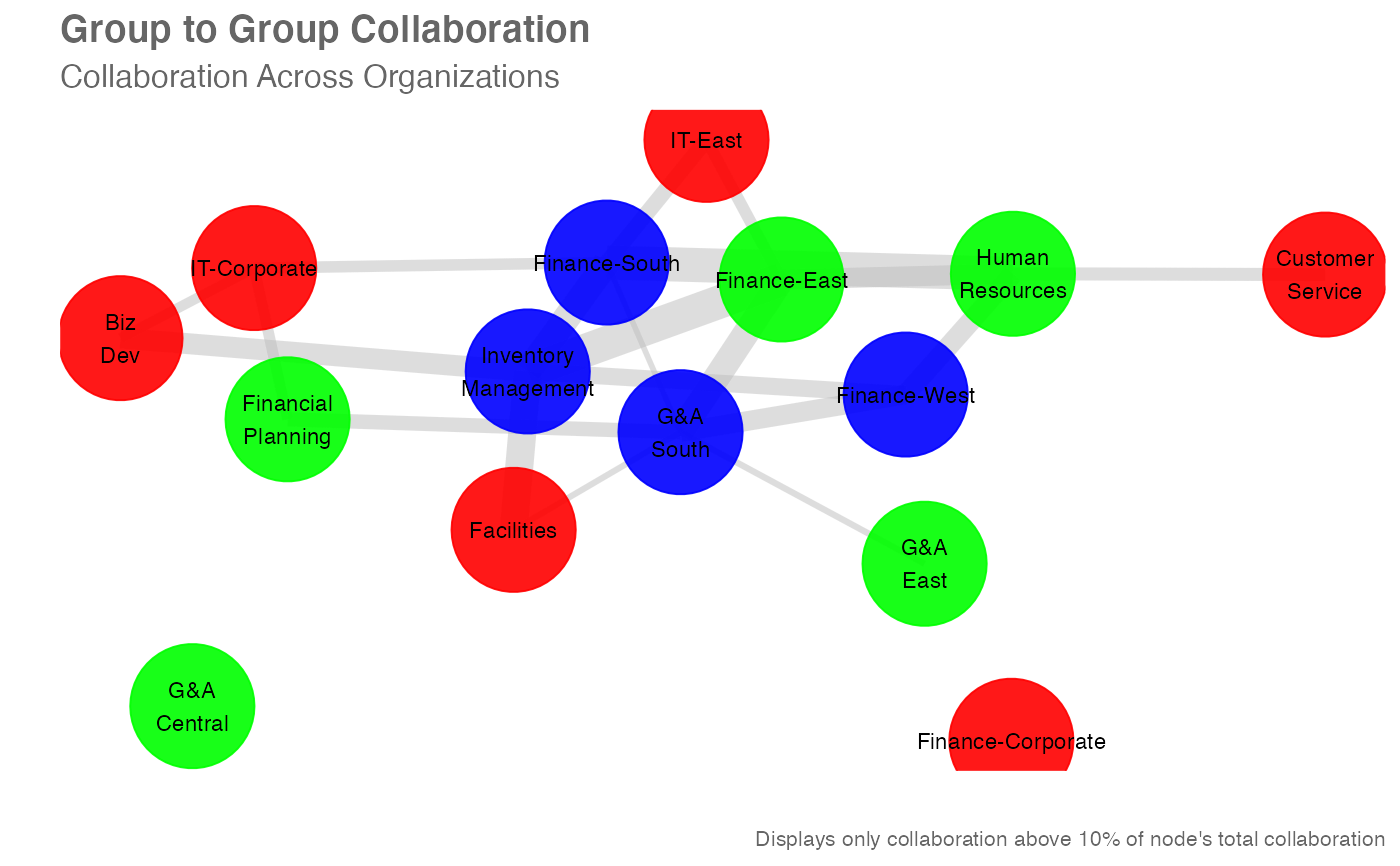 Group to Group Collaboration
Collaboration Across Organizations
IT-East
IT-Corporate
Finance-South
Finance-East
Human
Resources
Customer
Service
Biz
Dev
Inventory
Management
Financial
Planning
G&A
South
Finance-West
Facilities
G&A
East
G&A
Central
Finance-Corporate
Displays only collaboration above 10% of node's total collaboration